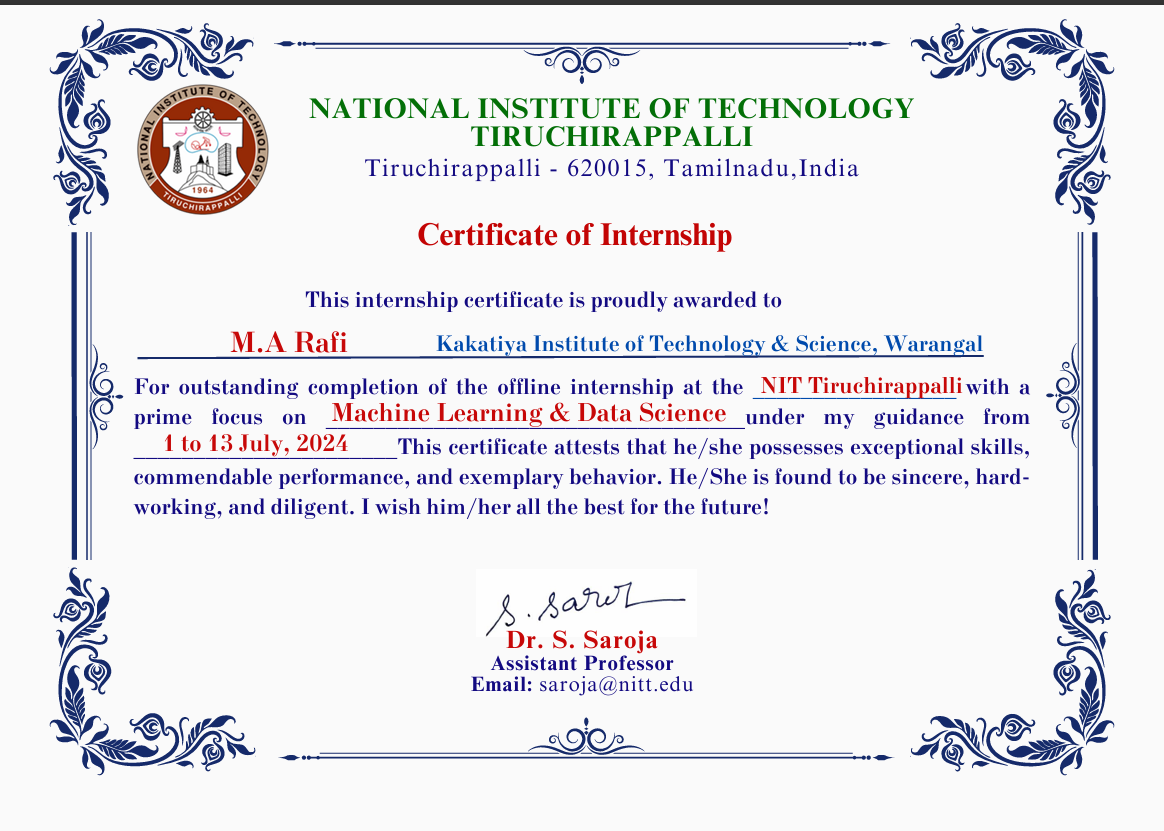 NATIONAL INSTITUTE OF TECHNOLOGY
TIRUCHIRAPPALLI
1964
NATIONAL INSTITUTE OF TECHNOLOGY
TIRUCHIRAPPALLI
Tiruchirappalli - 620015, Tamilnadu,India
Certificate of Internship
This internship certificate is proudly awarded to
M.A Rafi Kakatiya Institute of Technology & Science, Warangal
For outstanding completion of the offline internship at the NIT Tiruchirappalli with a
prime focus on Machine Learning & Data Science under my guidance from
1 to 13 July, 2024 This certificate attests that he/she possesses exceptional skills,
commendable performance, and exemplary behavior. He/She is found to be sincere, hard-
working, and diligent. I wish him/her all the best for the future!
S. Saroj
Dr. S. Saroja
Assistant Professor
Email: saroja@nitt.edu